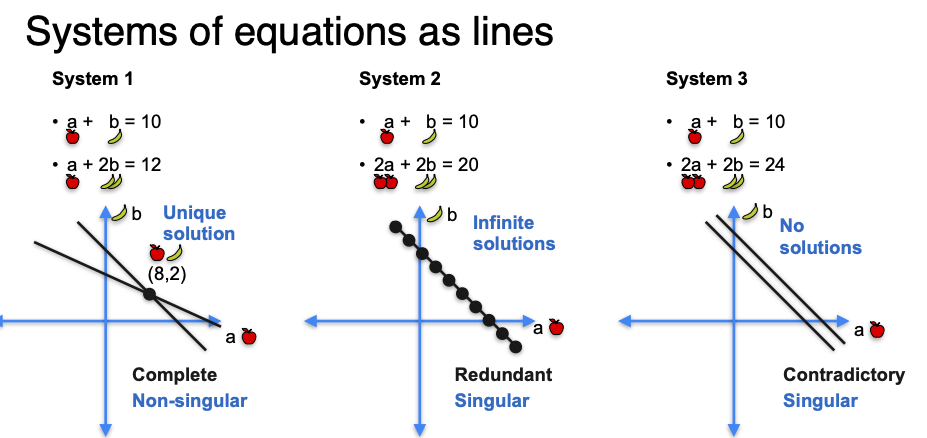 Systems of equations as lines
System 1
• a + b = 10
• a + 2b = 12
b
Unique
solution
(8,2)
a
Complete
Non-singular
System 2
• a + b = 10
• 2a + 2b = 20
b
Infinite
solutions
a
Redundant
Singular
System 3
• a + b = 10
• 2a + 2b = 24
b
No
solutions
a
Contradictory
Singular